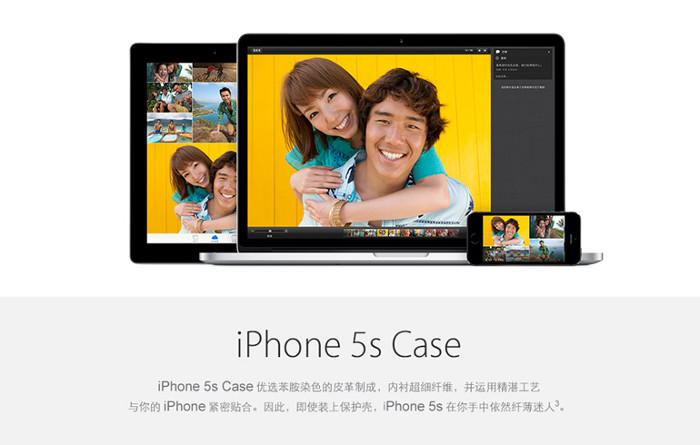 iPhone 5s Case
iPhone 5s Case 优选苯胺染色的皮革制成，内衬超细纤维，并运用精湛工艺
与你的 iPhone 紧密贴合。因此，即使装上保护壳，iPhone 5s 在你手中依然纤薄迷人³。